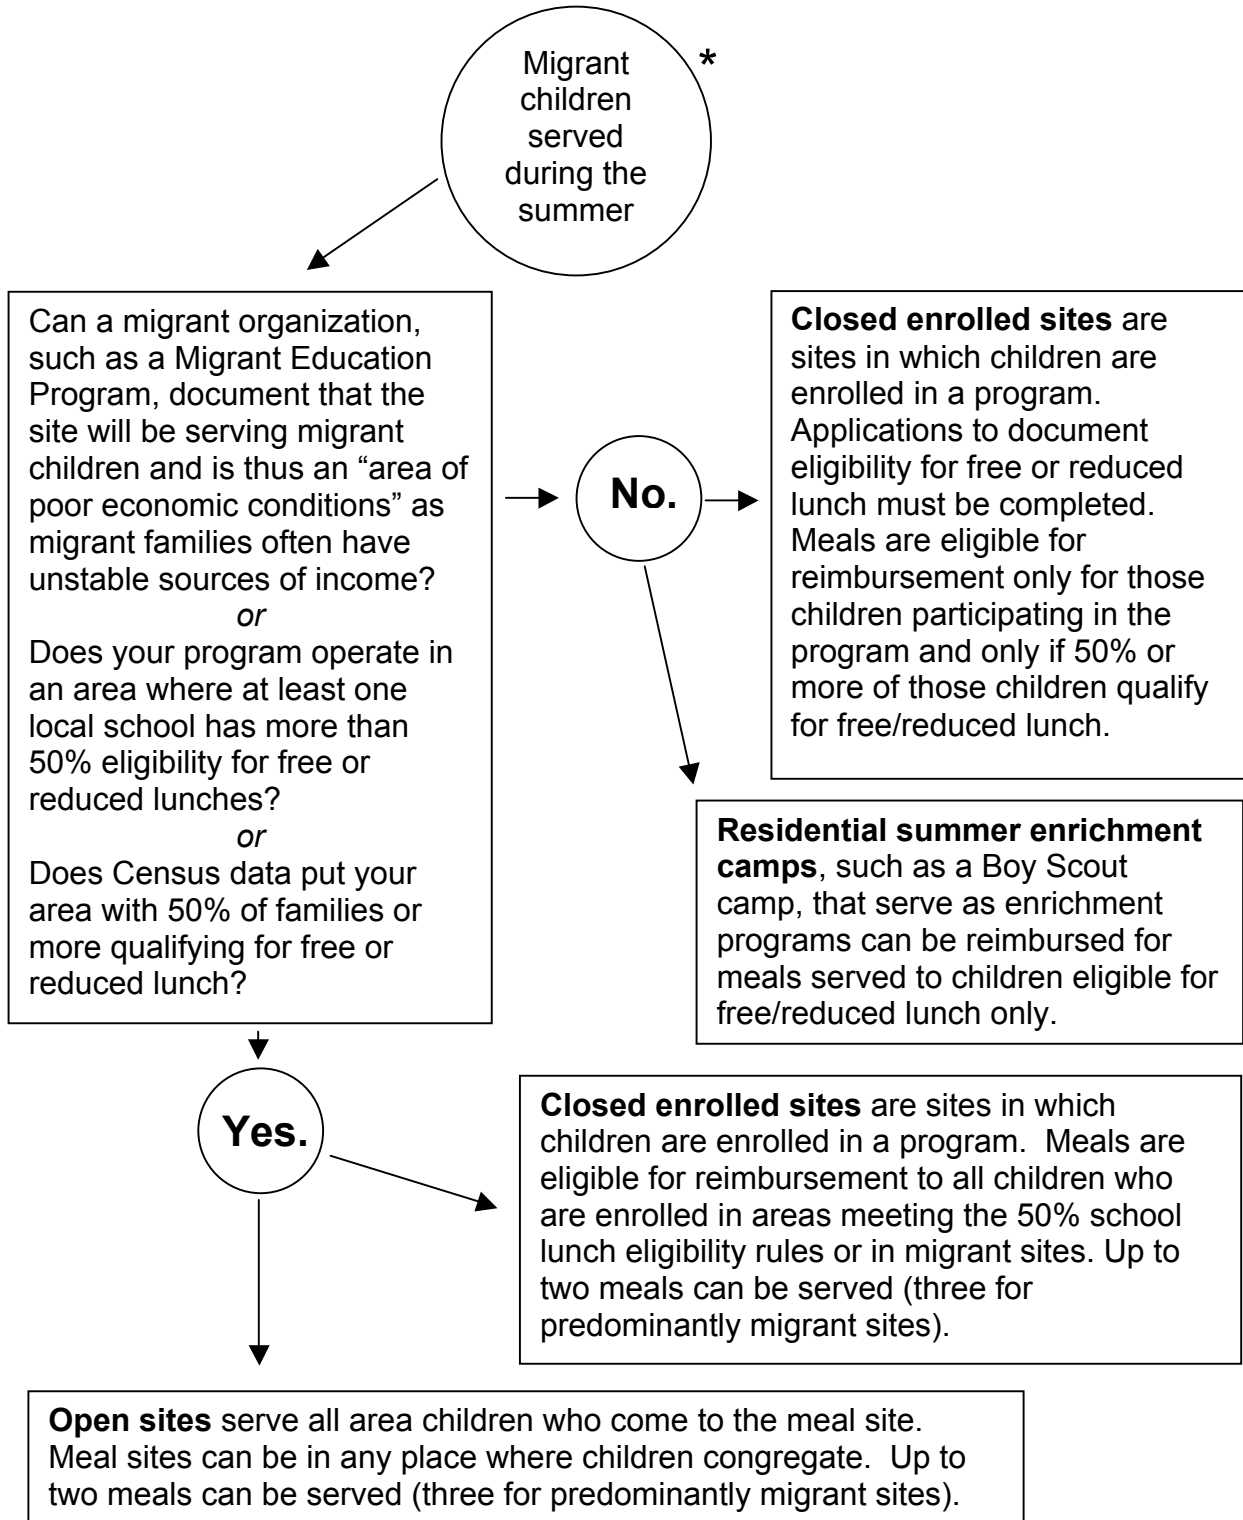 Migrant
children
served
during the
summer
*
Can a migrant organization,
such as a Migrant Education
Program, document that the
site will be serving migrant
children and is thus an “area of
poor economic conditions” as
migrant families often have
unstable sources of income?
or
Does your program operate in
an area where at least one
local school has more than
50% eligibility for free or
reduced lunches?
or
Does Census data put your
area with 50% of families or
more qualifying for free or
reduced lunch?
No.
Closed enrolled sites are
sites in which children are
enrolled in a program.
Applications to document
eligibility for free or reduced
lunch must be completed.
Meals are eligible for
reimbursement only for those
children participating in the
program and only if 50% or
more of those children qualify
for free/reduced lunch.
Residential summer enrichment
camps, such as a Boy Scout
camp, that serve as enrichment
programs can be reimbursed for
meals served to children eligible for
free/reduced lunch only.
Yes.
Closed enrolled sites are sites in which
children are enrolled in a program.  Meals are
eligible for reimbursement to all children who
are enrolled in areas meeting the 50% school
lunch eligibility rules or in migrant sites. Up to
two meals can be served (three for
predominantly migrant sites).
Open sites serve all area children who come to the meal site.
Meal sites can be in any place where children congregate.  Up to
two meals can be served (three for predominantly migrant sites).